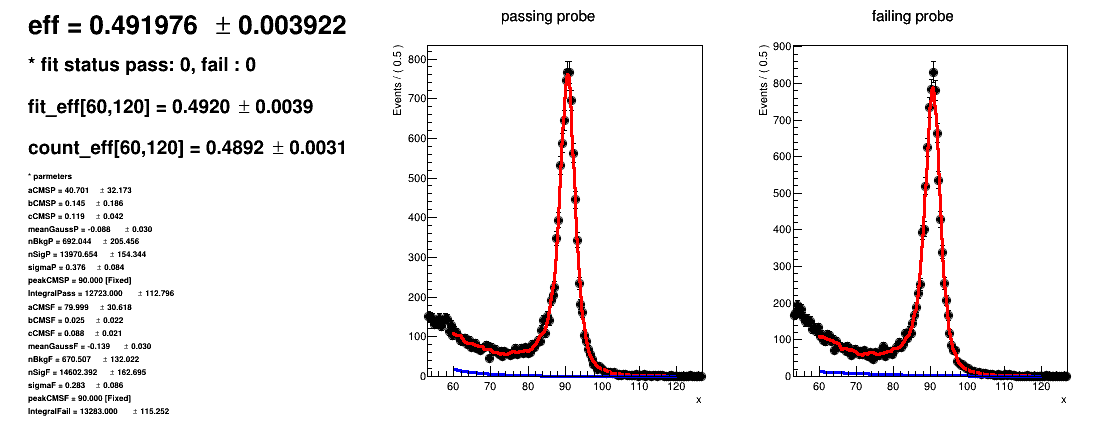 eff = 0.491976 ± 0.003922
* fit status pass: 0, fail : 0
fit_eff[60,120] = 0.4920 ± 0.0039
count_eff[60,120] = 0.4892 ± 0.0031
* parmeters
aCMSP = 40.701 ± 32.173
bCMSP = 0.145 ± 0.186
cCMSP = 0.119 ± 0.042
meanGaussP = -0.088 ± 0.030
nBkgP = 692.044 ± 205.456
nSigP = 13970.654 ± 154.344
sigmaP = 0.376 ± 0.084
peakCMSP = 90.000 [Fixed]
IntegralPass = 12723.000 ± 112.796
aCMSF = 79.999 ± 30.618
bCMSF = 0.025 ± 0.022
cCMSF = 0.088 ± 0.021
meanGaussF = -0.139 ± 0.030
nBkgF = 670.507 ± 132.022
nSigF = 14602.392 ± 162.695
sigmaF = 0.283 ± 0.086
peakCMSF = 90.000 [Fixed]
IntegralFail = 13283.000 ± 115.252
passing probe
Events / ( 0.5 )
800
700
600
500
400
300
200
100
0
60 70 80 90 100 110 120
x
failing probe
Events / ( 0.5 )
900
800
700
600
500
400
300
200
100
0
60 70 80 90 100 110 120
x